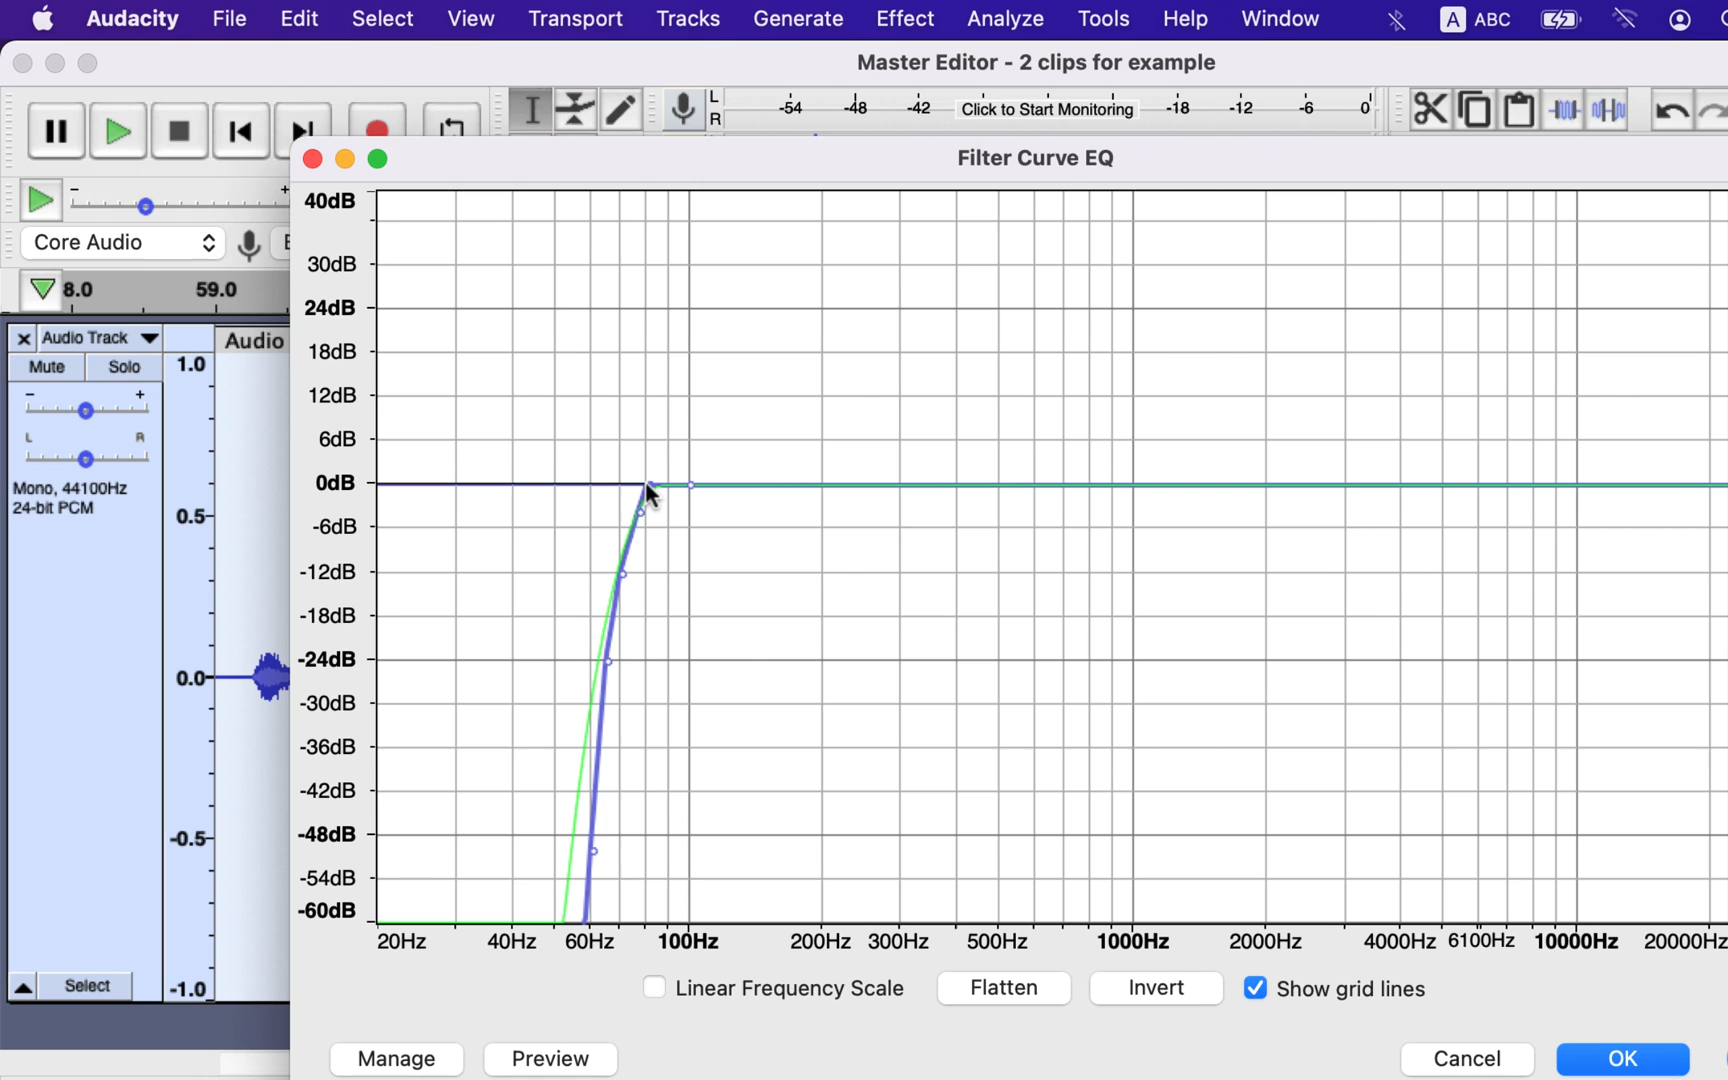 Audacity File Edit Select View Transport Tracks Generate Effect Analyze Tools Help Window A ABC
Master Editor - 2 clips for example
L
R
-54 -48 -42 Click to Start Monitoring -18 -12 -6 0
Filter Curve EQ
- +
Core Audio
8.0 59.0
Audio Track
Audio
Mute Solo
- +
L R
Mono, 44100Hz
24-bit PCM
Select
1.0
0.5
0.0
-0.5
-1.0
40dB
30dB
24dB
18dB
12dB
6dB
0dB
-6dB
-12dB
-18dB
-24dB
-30dB
-36dB
-42dB
-48dB
-54dB
-60dB
20Hz 40Hz 60Hz 100Hz 200Hz 300Hz 500Hz 1000Hz 2000Hz 4000Hz 6100Hz 10000Hz 20000Hz
Linear Frequency Scale Flatten Invert Show grid lines
Manage Preview Cancel OK